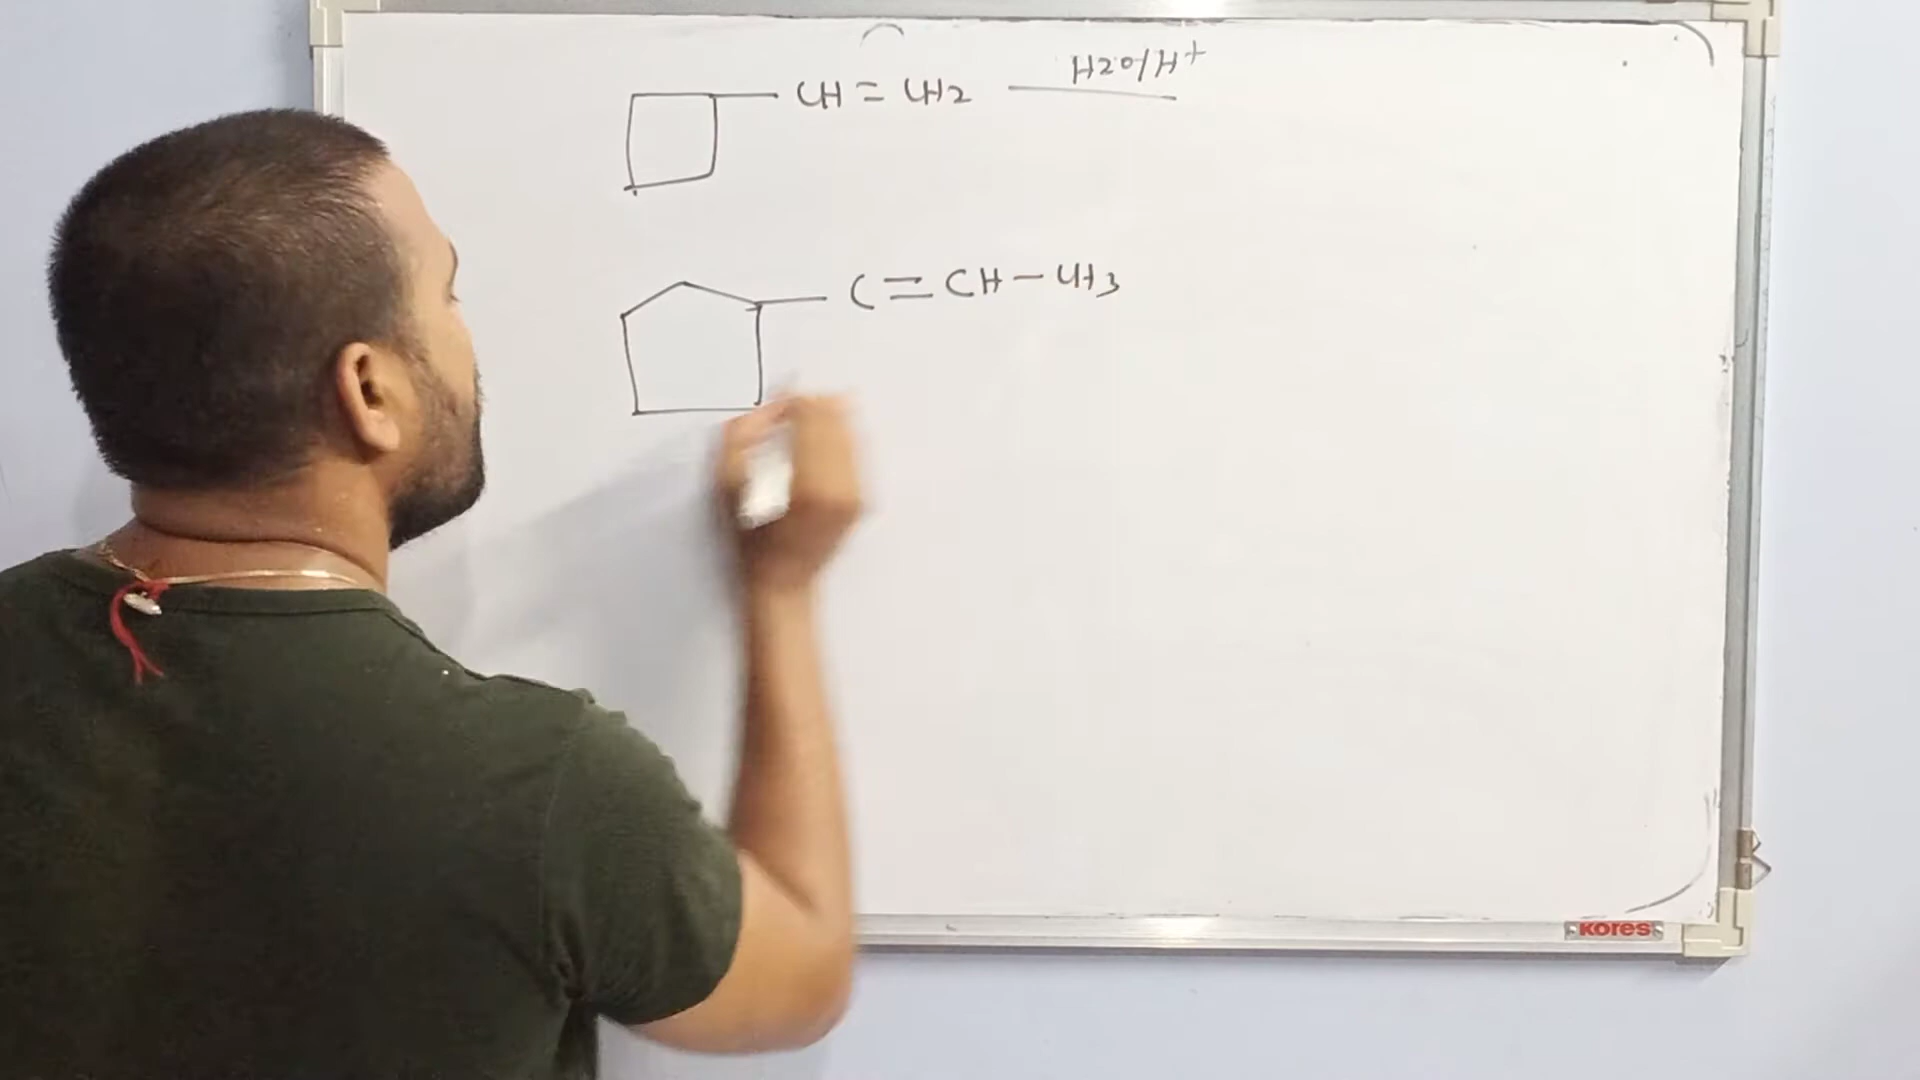 CH = CH2 H2O/H+
C = CH - CH3
KORES